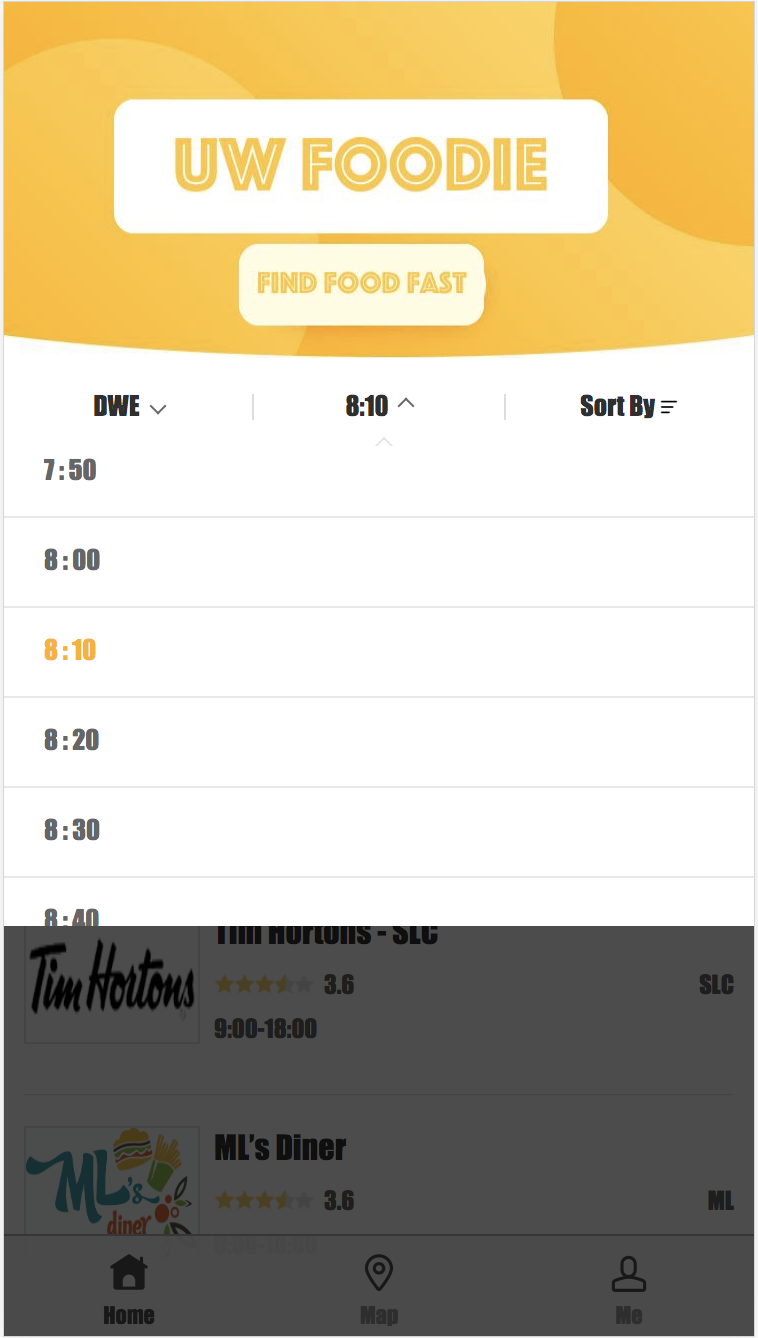 UW FOODIE
FIND FOOD FAST
DWE
8:10
Sort By
7:50
8:00
8:10
8:20
8:30
8:40
Tim Hortons - SLC
Tim Hortons
3.6
SLC
9:00-18:00
ML's Diner
ML's
diner
3.6
ML
Home
Map
Me